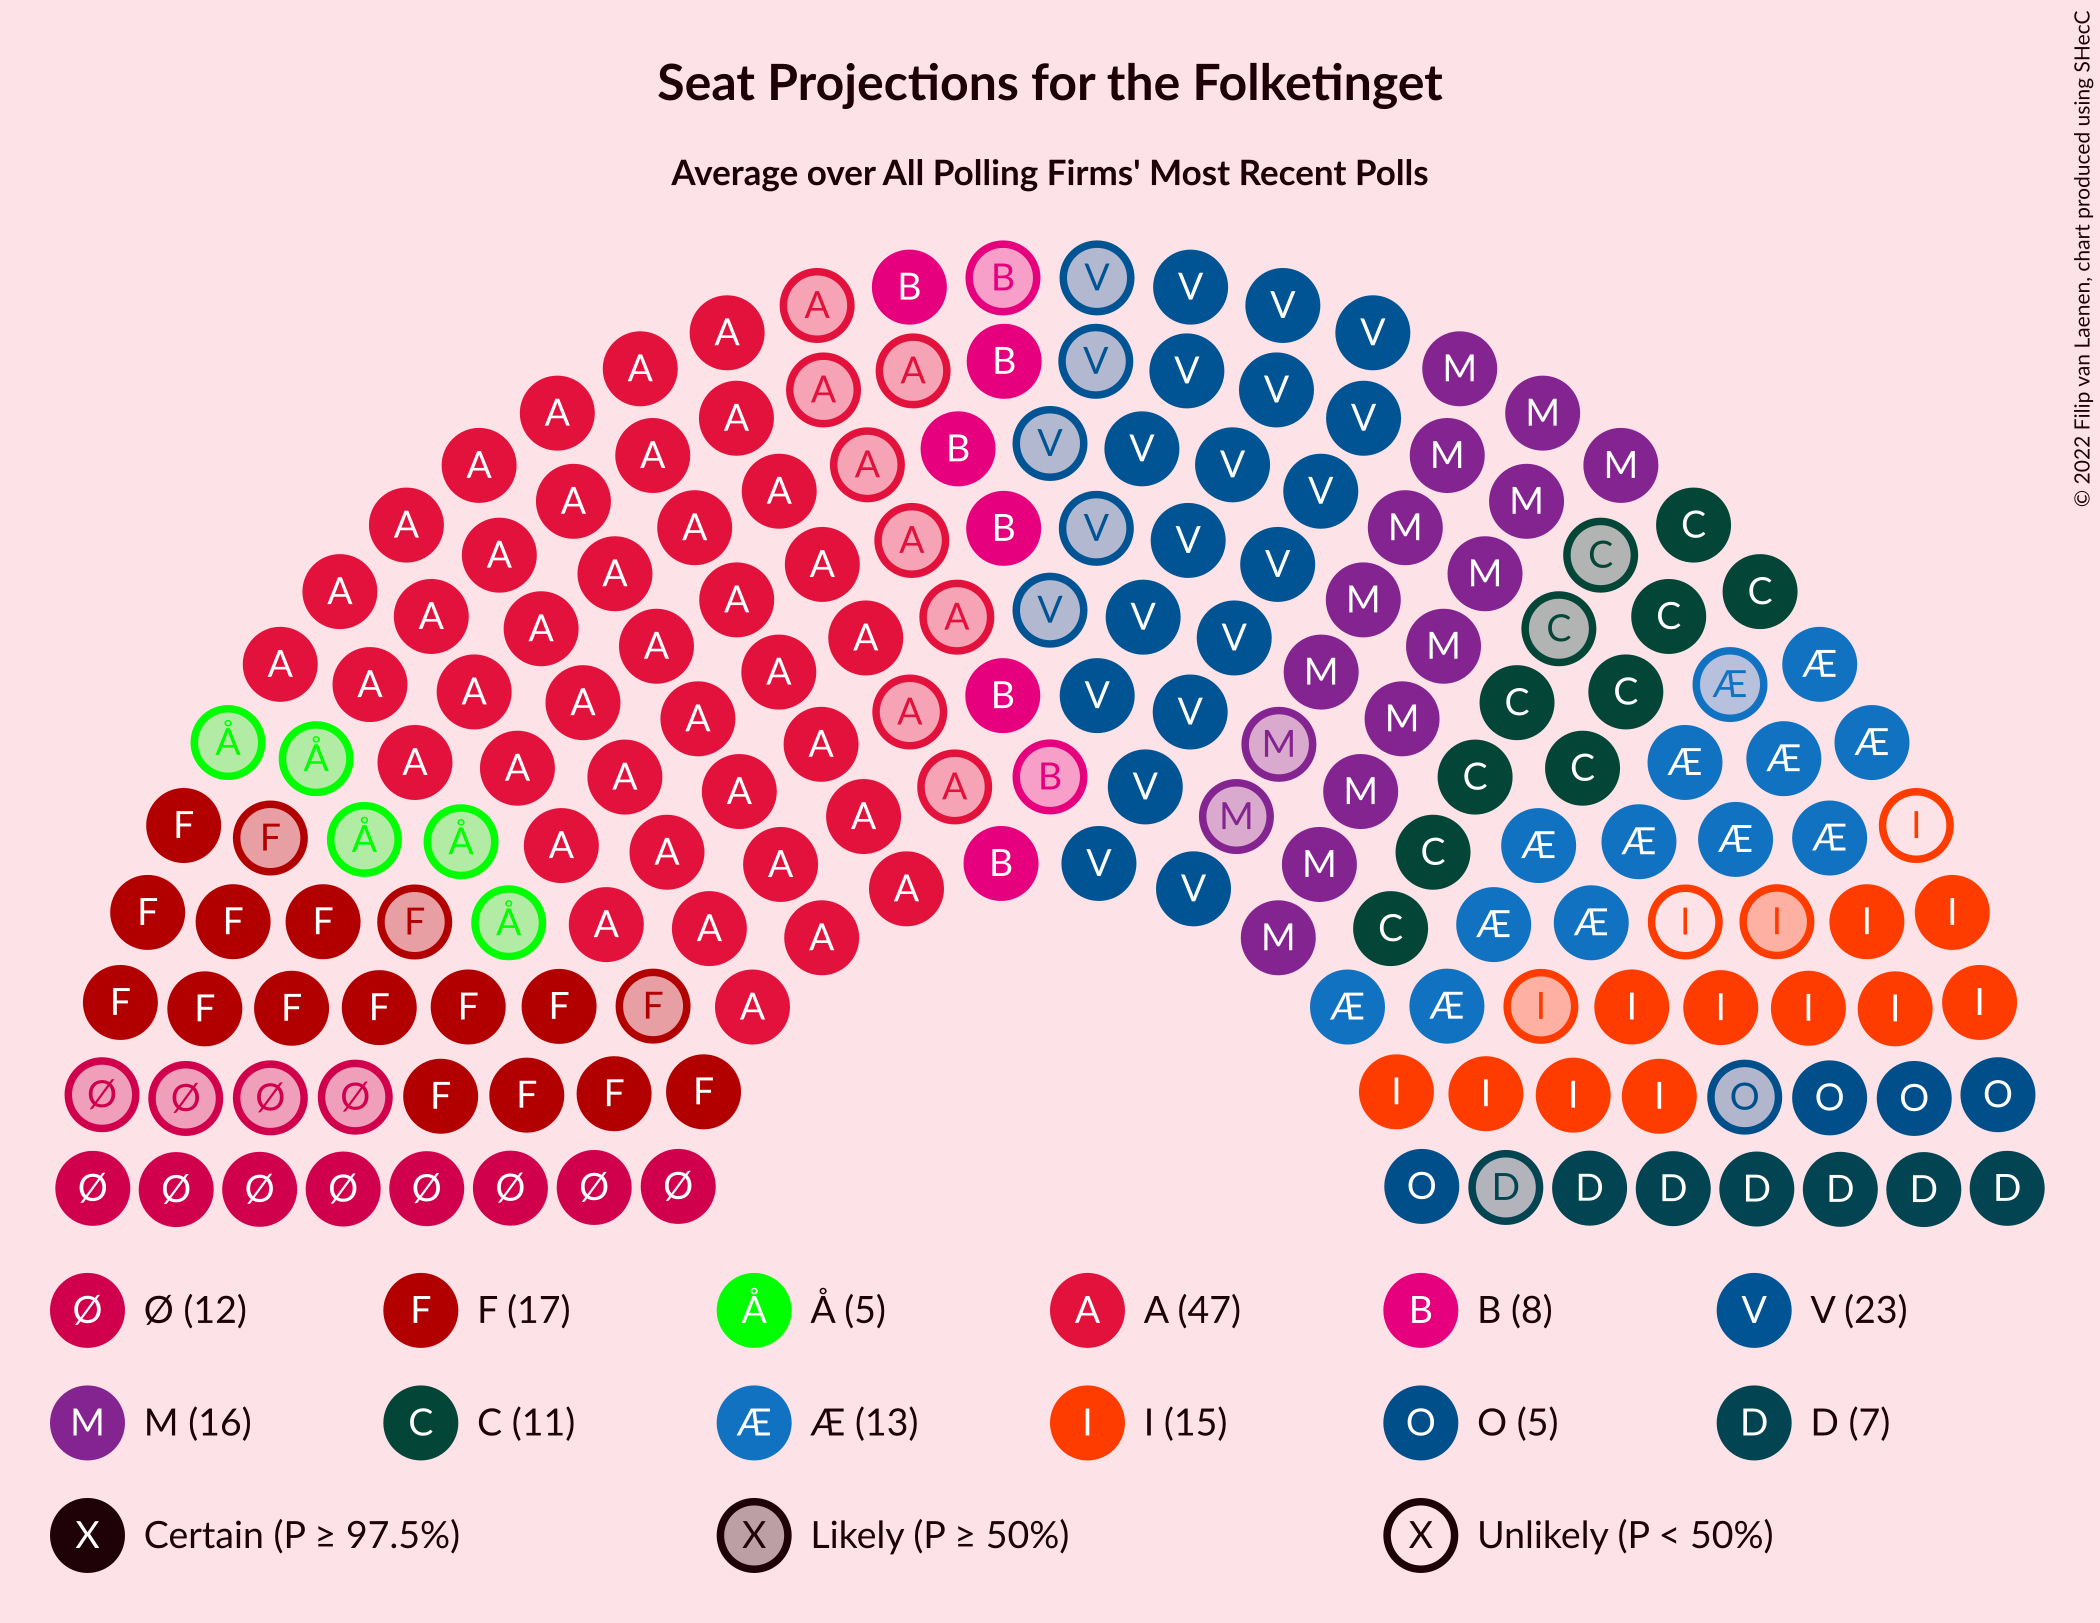 Seat Projections for the Folketinget
Average over All Polling Firms' Most Recent Polls
© 2022 Filip van Laenen, chart produced using SHecC
B B V V
A V
A B V V
A A V V
A A M
A V
A A M
A B V V
A A V
A M
A A B V V M
A A M
A V
A A M M
A A B V V M C
A V
A A C
A M
A A M
A C
A A V M
A A V C
A M
A A C
A A V
A M
A Æ
A A M
A Æ
A A C C
A B V
A A V M
A C
Å M Æ
A A M
Å A Æ Æ
A A C
A A B V C
A A M
A M
F I
F Æ
Å Å Æ Æ
A Æ
A A C
A B V M
A
A V
F I
F F F Å I I I
A Æ Æ
A A M C
F F F F F F F A Æ Æ I I I I I I
F
Ø Ø Ø Ø F F F F I I I I O O O O
Ø Ø Ø Ø Ø Ø Ø Ø O D D D D D D D
Ø Ø (12) F F (17) Å Å (5) A A (47) B B (8) V V (23)
M M (16) C C (11) Æ Æ (13) I I (15) O O (5) D D (7)
X Certain (P ≥ 97.5%) X Likely (P ≥ 50%) X Unlikely (P < 50%)